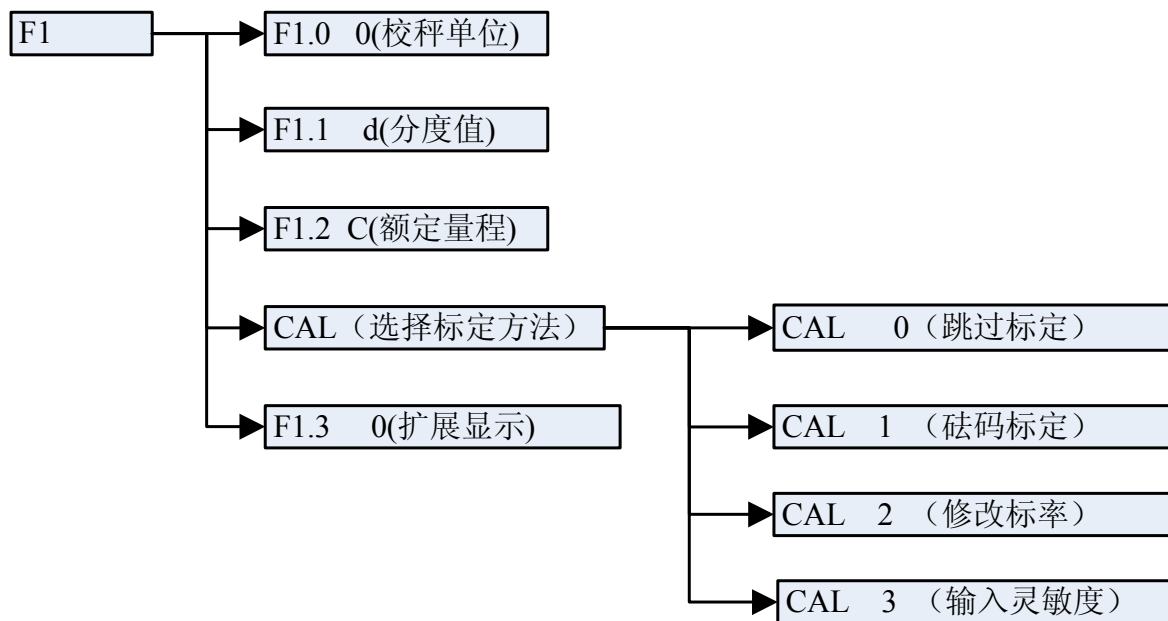 F1
F1.0 0(校秤单位)
F1.1 d(分度值)
F1.2 C(额定量程)
CAL（选择标定方法）
F1.3 0(扩展显示)
CAL 0（跳过标定）
CAL 1 （砝码标定）
CAL 2 （修改标率）
CAL 3 （输入灵敏度）